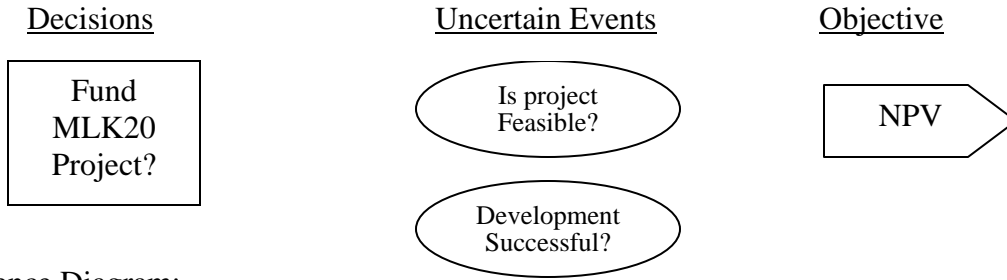 Decisions Uncertain Events Objective
Fund
MLK20
Project?
Is project
Feasible?
NPV
Development
Successful?
ence Diagram: